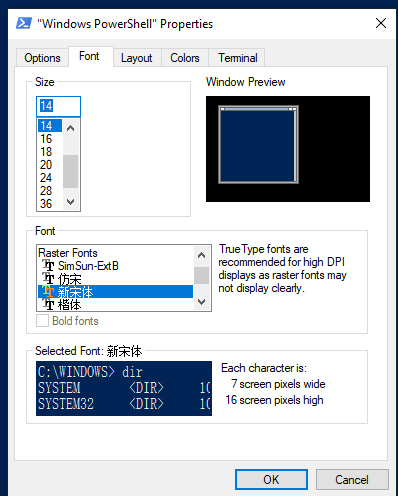 "Windows PowerShell" Properties
Options Font Layout Colors Terminal
Size
14
14
16
18
20
24
28
36
Window Preview
Font
Raster Fonts
SimSun-ExtB
仿宋
新宋体
楷体
Bold fonts
TrueType fonts are
recommended for high DPI
displays as raster fonts may
not display clearly.
Selected Font: 新宋体
C:\WINDOWS> dir
SYSTEM <DIR> 10
SYSTEM32 <DIR> 10
Each character is:
7 screen pixels wide
16 screen pixels high
OK Cancel